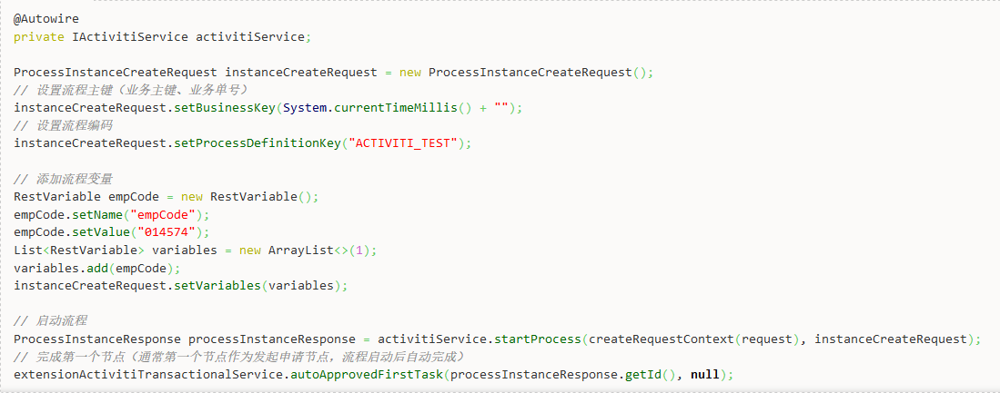 @Autowire
private IActivitiService activitiService;
ProcessInstanceCreateRequest instanceCreateRequest = new ProcessInstanceCreateRequest();
// 设置流程主键（业务主键、业务单号）
instanceCreateRequest.setBusinessKey(System.currentTimeMillis() + "");
// 设置流程编码
instanceCreateRequest.setProcessDefinitionKey("ACTIVITI_TEST");
// 添加流程变量
RestVariable empCode = new RestVariable();
empCode.setName("empCode");
empCode.setValue("014574");
List<RestVariable> variables = new ArrayList<>(1);
variables.add(empCode);
instanceCreateRequest.setVariables(variables);
// 启动流程
ProcessInstanceResponse processInstanceResponse = activitiService.startProcess(createRequestContext(request), instanceCreateRequest);
// 完成第一个节点（通常第一个节点作为发起申请节点，流程启动后自动完成）
extensionActivitiTransactionalService.autoApprovedFirstTask(processInstanceResponse.getId(), null);